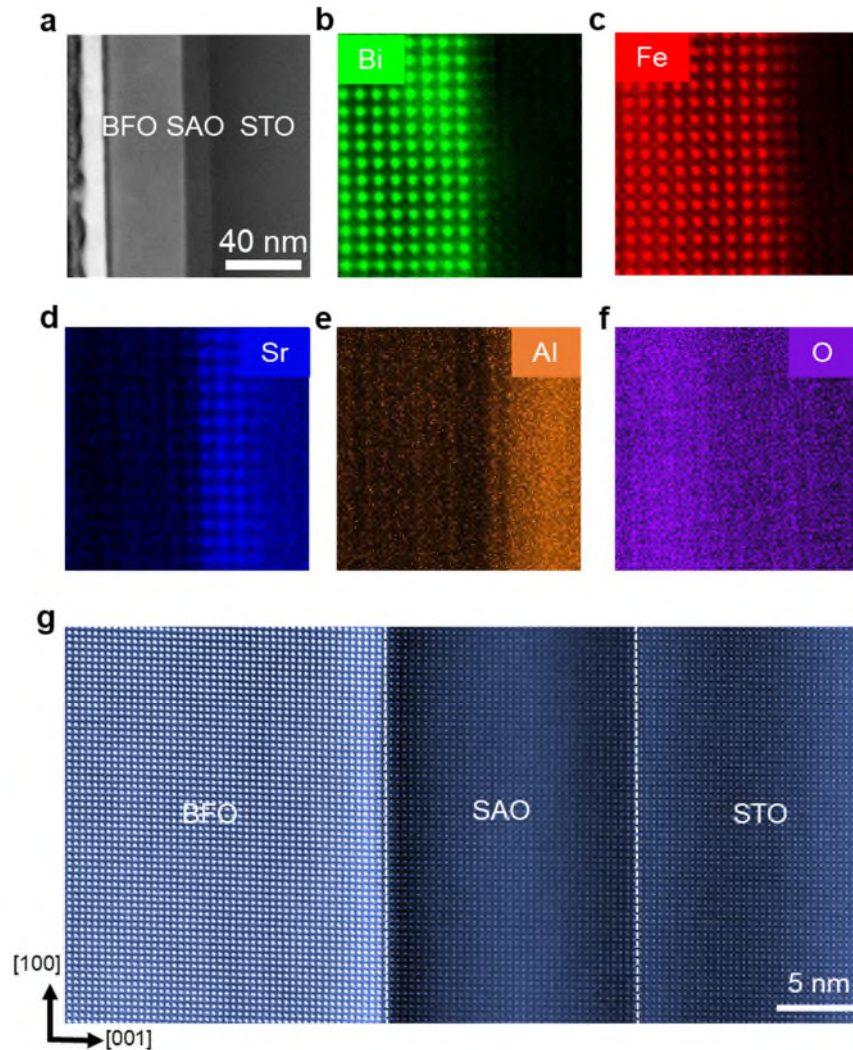 a
BFO SAO STO
40 nm
b
Bi
c
Fe
d
Sr
e
Al
f
O
g
BFO
SAO
STO
5 nm
[100]
[001]